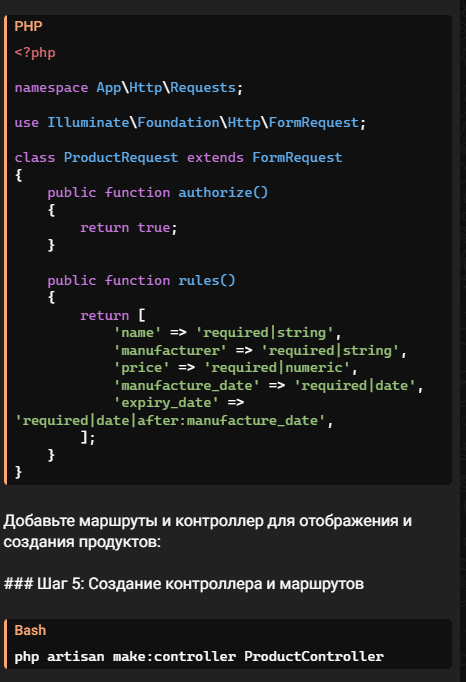 PHP
<?php
namespace App\Http\Requests;
use Illuminate\Foundation\Http\FormRequest;
class ProductRequest extends FormRequest
{
    public function authorize()
    {
        return true;
    }
    public function rules()
    {
        return [
            'name' => 'required|string',
            'manufacturer' => 'required|string',
            'price' => 'required|numeric',
            'manufacture_date' => 'required|date',
            'expiry_date' =>
'required|date|after:manufacture_date',
        ];
    }
}
Добавьте маршруты и контроллер для отображения и
создания продуктов:
### Шаг 5: Создание контроллера и маршрутов
Bash
php artisan make:controller ProductController